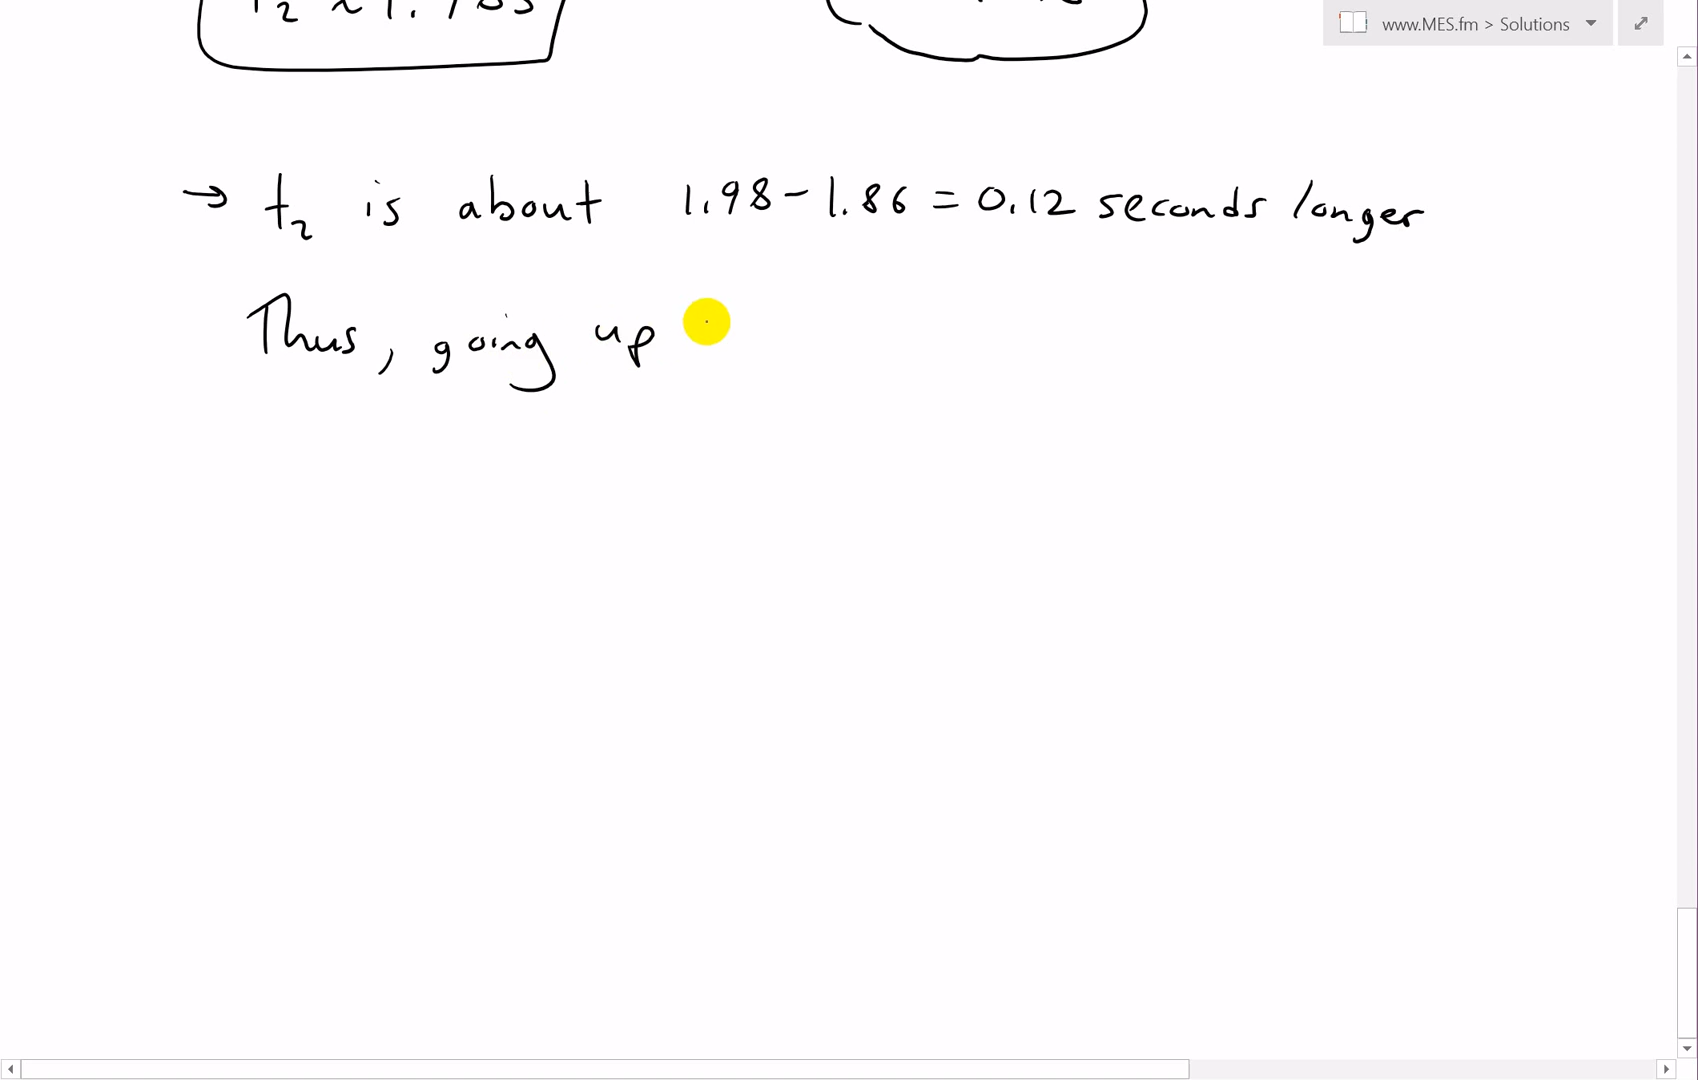 www.MES.fm > Solutions
→ t₂ is about 1.98 - 1.86 = 0.12 seconds longer
Thus, going up